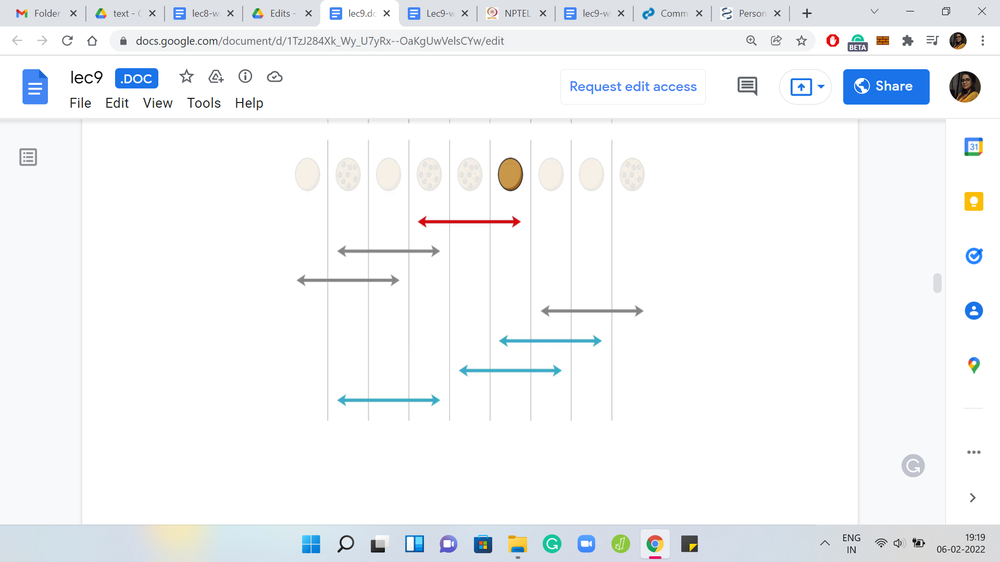 Folder
text - G
lec8-w
Edits -
lec9.dc
Lec9-w
NPTEL
NPTEL
lec9-w
Comm
Person
docs.google.com/document/d/1TzJ284Xk_Wy_U7yRx--OaKgUwVelsCYw/edit
BETA
lec9
.DOC
Request edit access
Share
File Edit View Tools Help
31
ENG
IN
19:19
06-02-2022